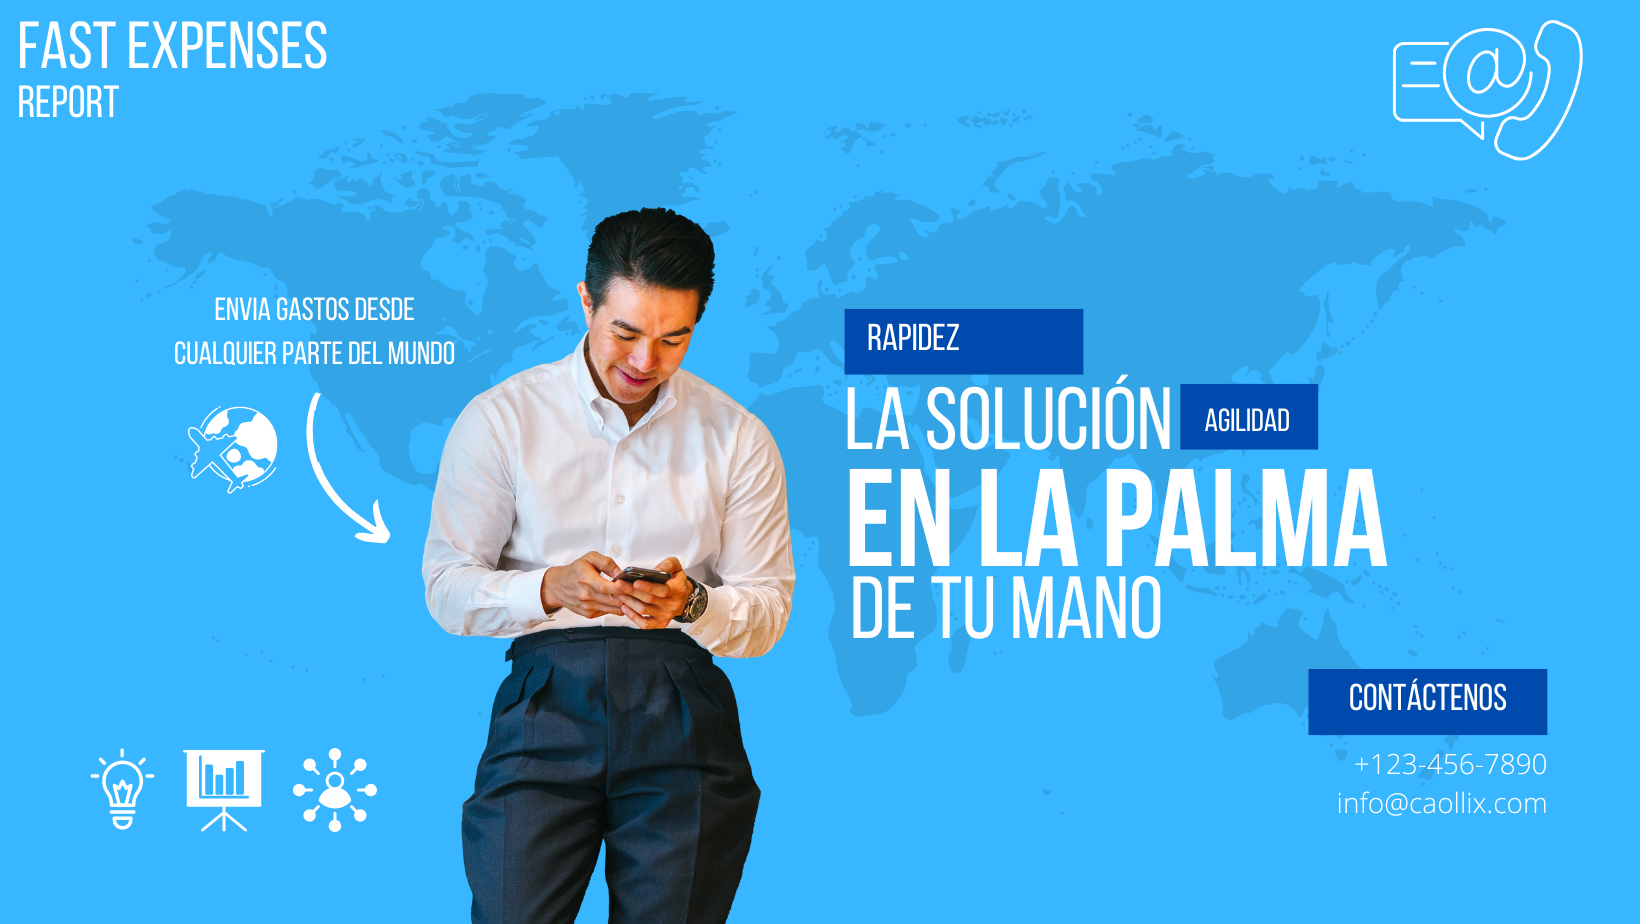 FAST EXPENSES
REPORT
ENVIA GASTOS DESDE
CUALQUIER PARTE DEL MUNDO
RAPIDEZ
LA SOLUCIÓN
AGILIDAD
EN LA PALMA
DE TU MANO
CONTÁCTENOS
+123-456-7890
info@caollix.com